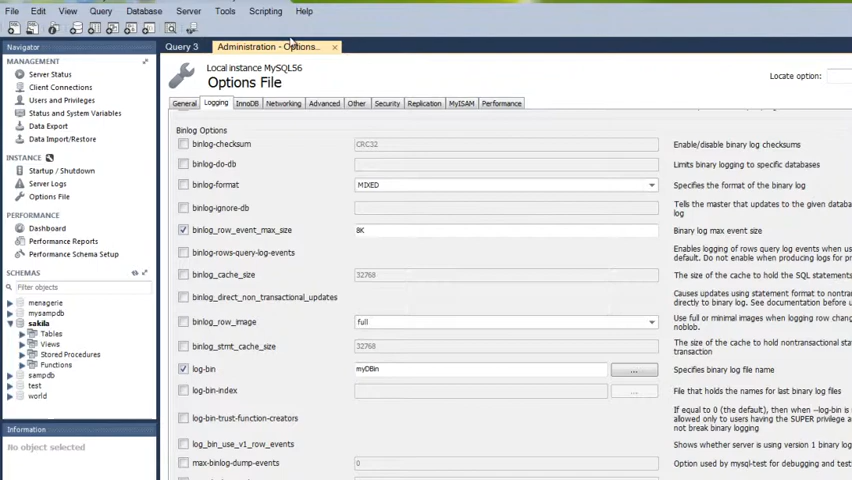 File Edit View Query Database Server Tools Scripting Help
Navigator
Query 3
Administration - Options...
MANAGEMENT
Server Status
Client Connections
Users and Privileges
Status and System Variables
Data Export
Data Import/Restore
INSTANCE
Startup / Shutdown
Server Logs
Options File
PERFORMANCE
Dashboard
Performance Reports
Performance Schema Setup
SCHEMAS
Filter objects
menagerie
mysampdb
sakila
Tables
Views
Stored Procedures
Functions
sampdb
test
world
Information
No object selected
Local instance MySQL56
Options File
Locate option:
General Logging InnoDB Networking Advanced Other Security Replication MyISAM Performance
Binlog Options
binlog-checksum CRC32 Enable/disable binary log checksums
binlog-do-db Limits binary logging to specific databases
binlog-format MIXED Specifies the format of the binary log
Tells the master that updates to the given databa
binlog-ignore-db log
binlog_row_event_max_size 8K Binary log max event size
Enables logging of rows query log events when us
binlog-rows-query-log-events default. Do not enable when producing logs for pr
binlog_cache_size 32768 The size of the cache to hold the SQL statements
Causes updates using statement format to nontran
binlog_direct_non_transactional_updates directly to binary log. See documentation before u
Use full or minimal images when logging row chang
binlog_row_image full noblob.
The size of the cache to hold nontransactional sta
binlog_stmt_cache_size 32768 transaction
log-bin myDBin ... Specifies binary log file name
log-bin-index ... File that holds the names for last binary log files
If equal to 0 (the default), then when --log-bin is u
log-bin-trust-function-creators allowed only to users having the SUPER privilege a
not break binary logging
log_bin_use_v1_row_events Shows whether server is using version 1 binary log
max-binlog-dump-events 0 Option used by mysql-test for debugging and testi